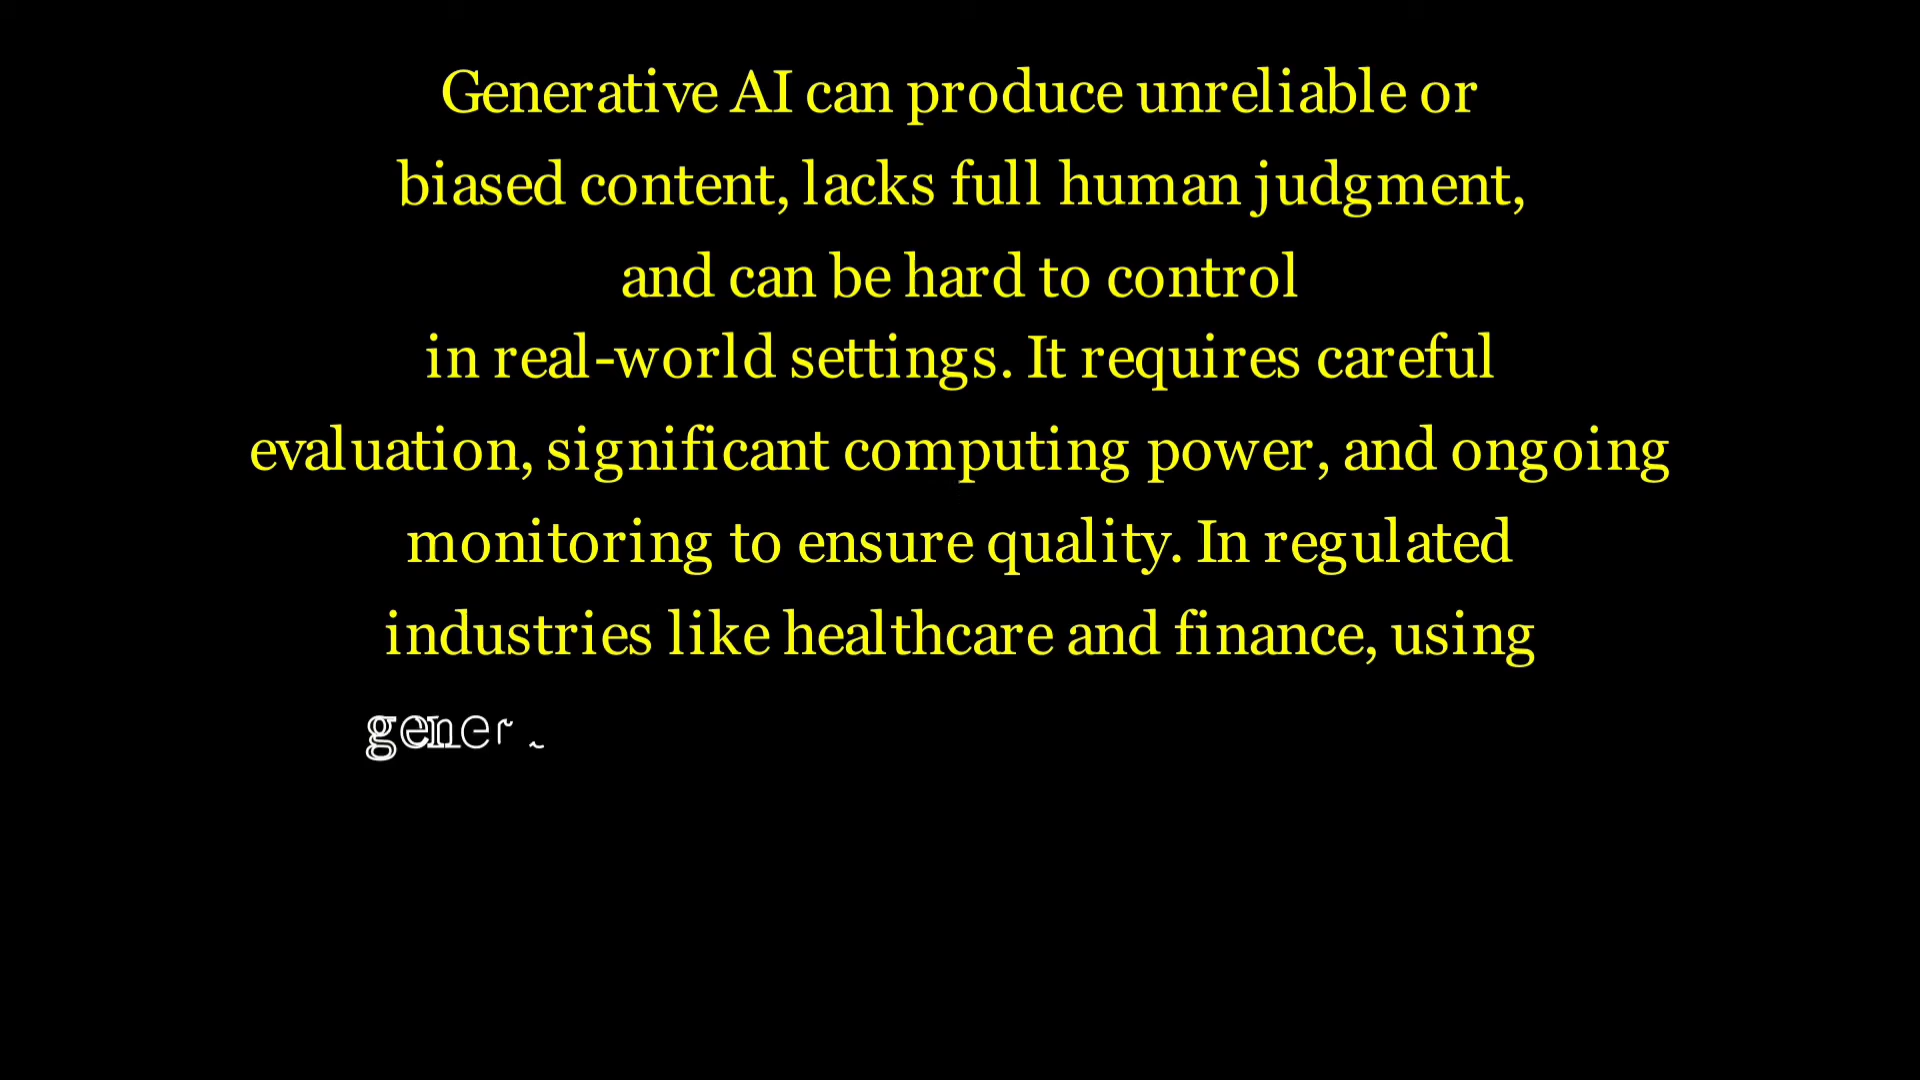 Generative AI can produce unreliable or
biased content, lacks full human judgment,
and can be hard to control
in real-world settings. It requires careful
evaluation, significant computing power, and ongoing
monitoring to ensure quality. In regulated
industries like healthcare and finance, using
gener